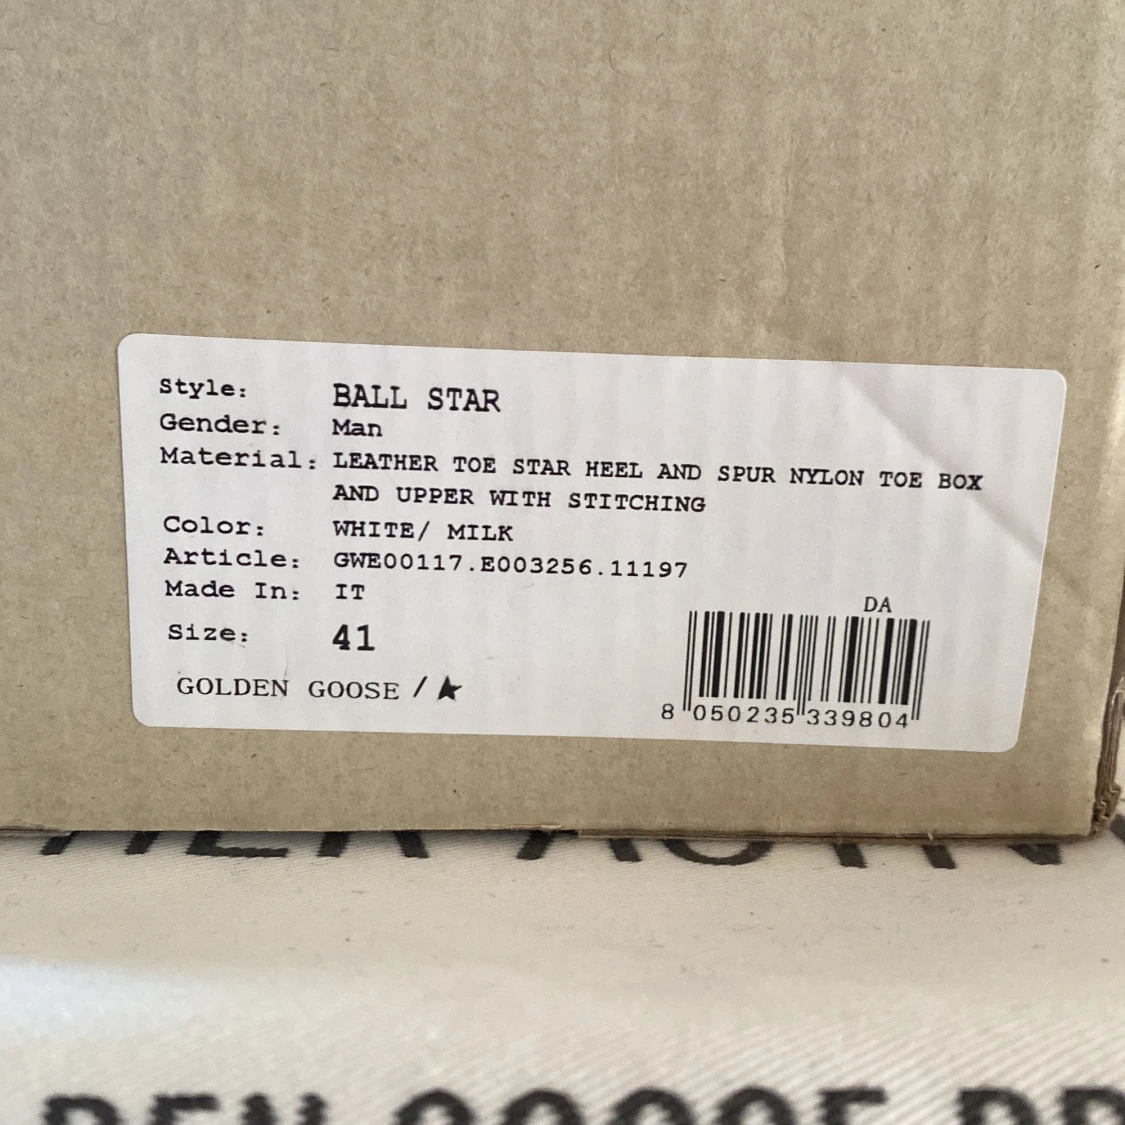 Style: BALL STAR
Gender: Man
Material: LEATHER TOE STAR HEEL AND SPUR NYLON TOE BOX
AND UPPER WITH STITCHING
Color: WHITE/ MILK
Article: GWE00117.E003256.11197
Made In: IT
DA
Size: 41
GOLDEN GOOSE /
8 050235 339804